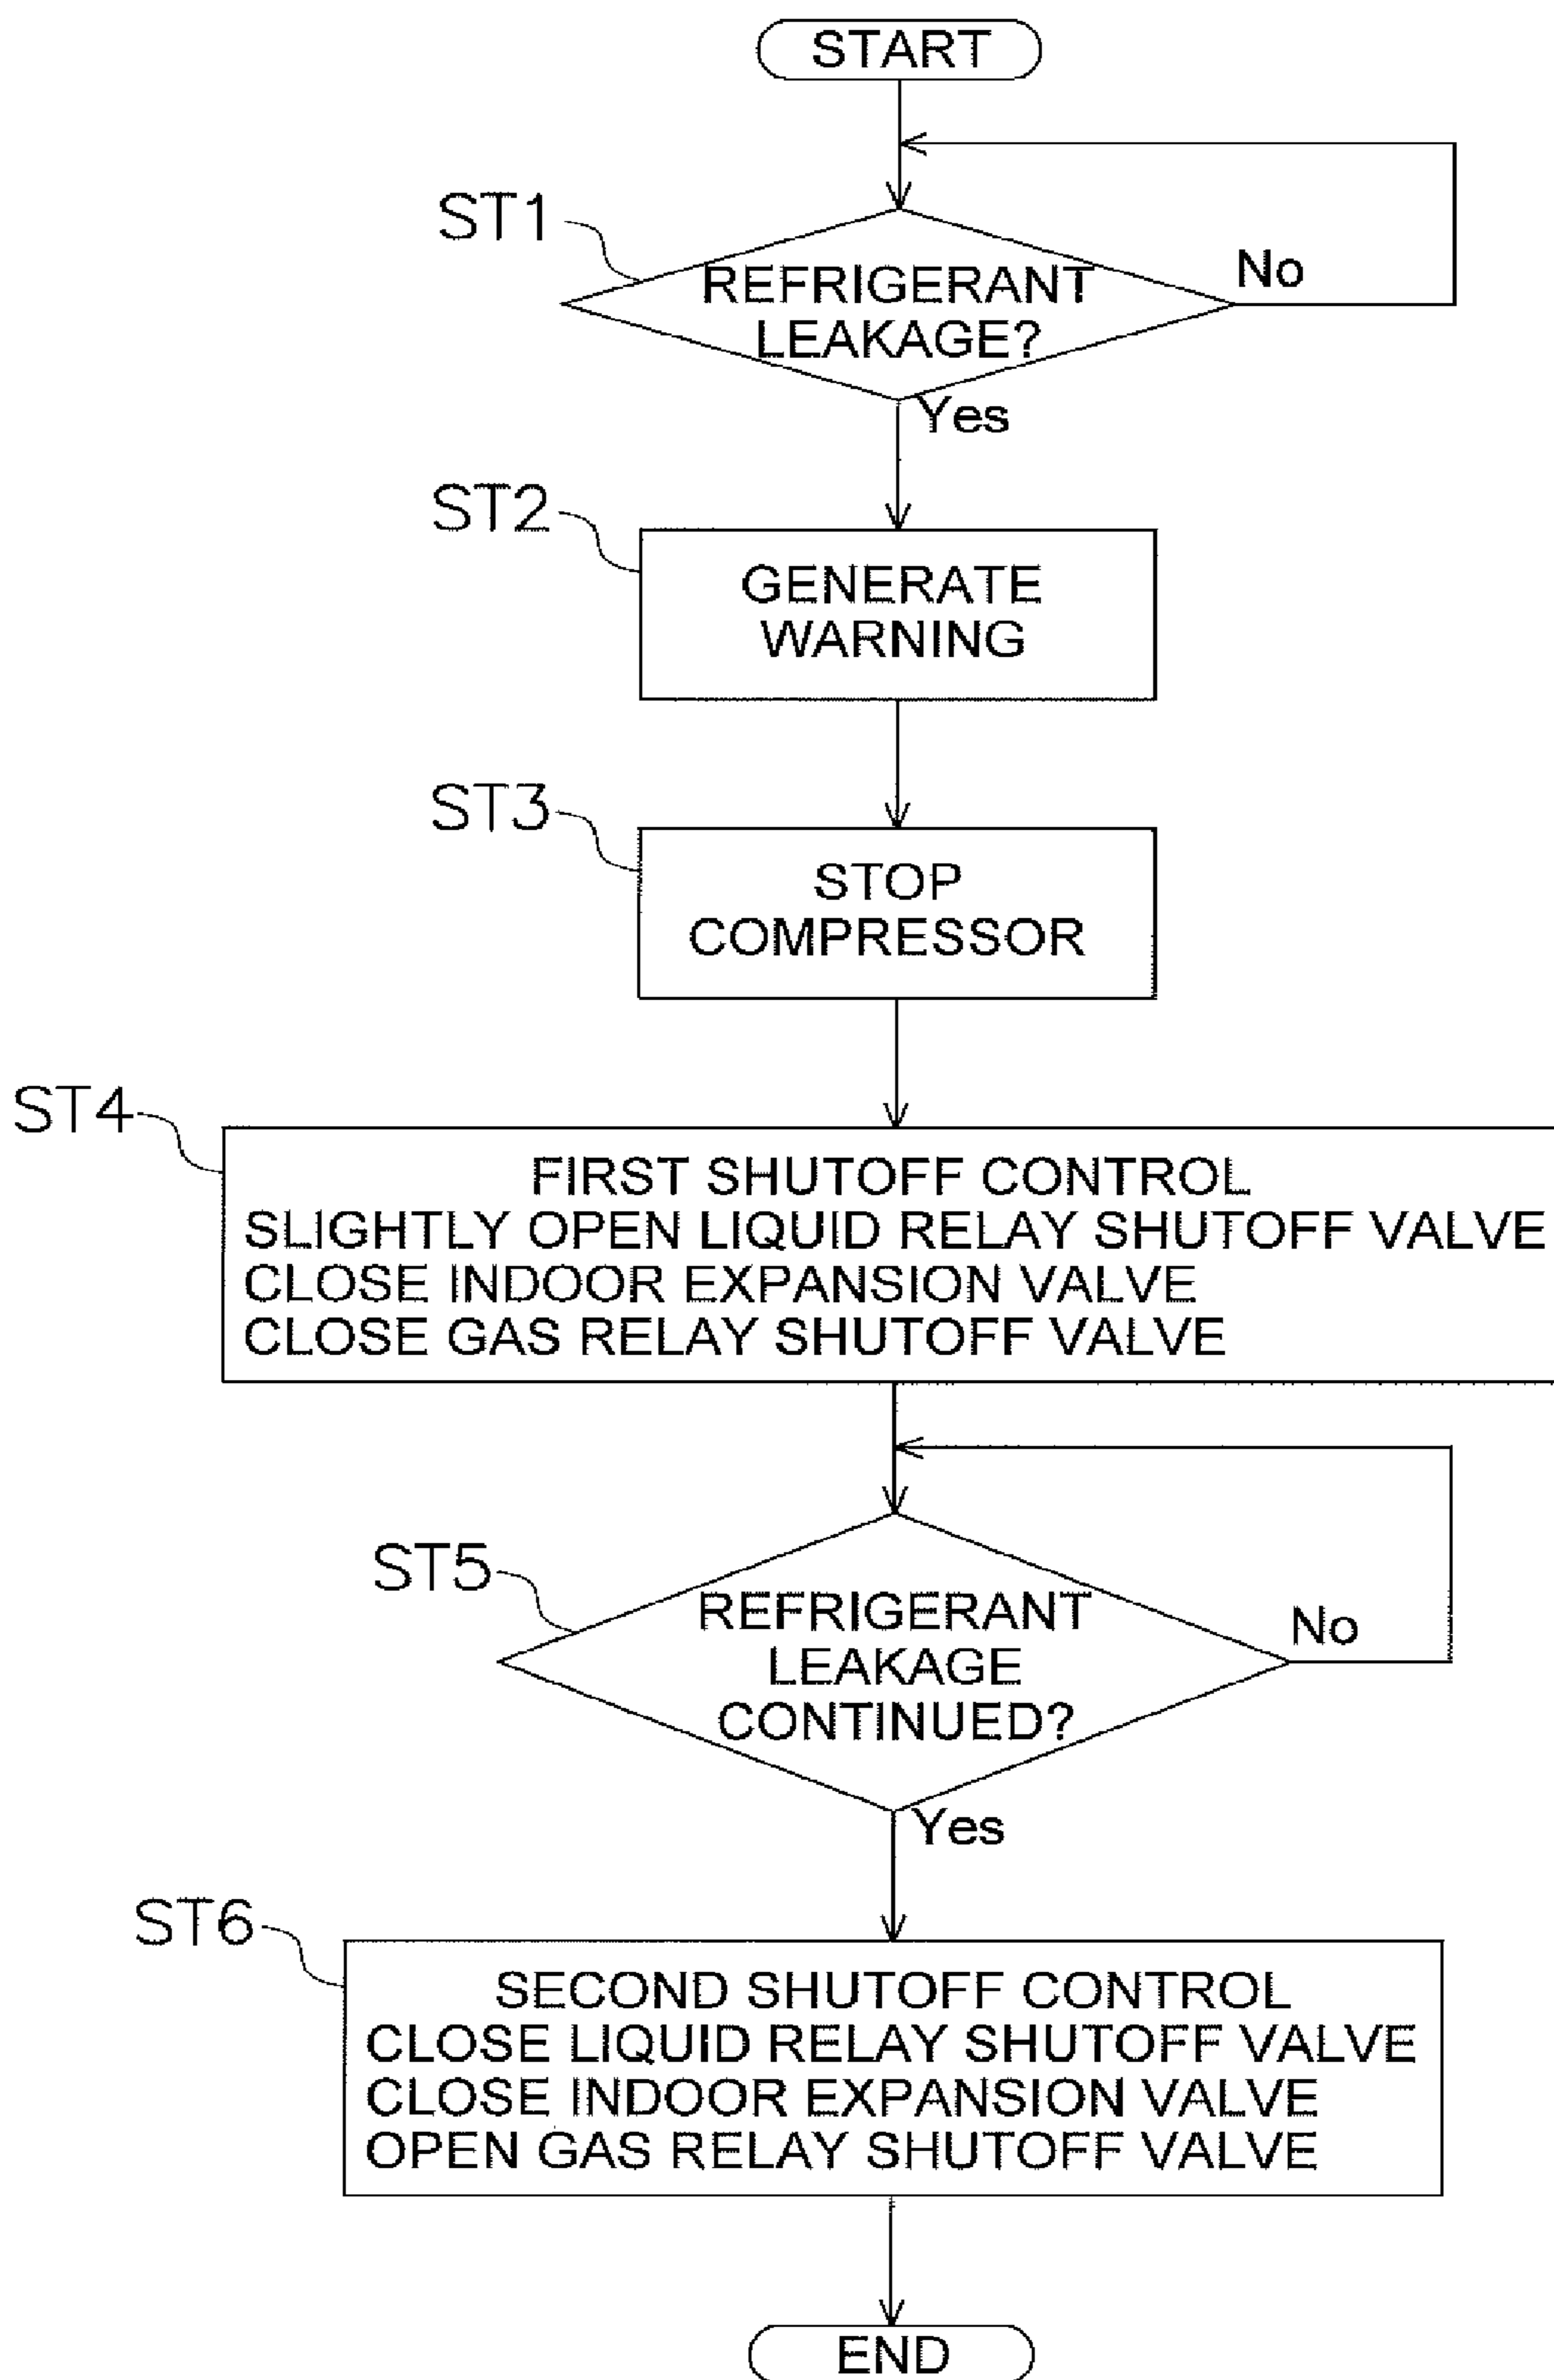 START
ST1
REFRIGERANT
LEAKAGE?
No
Yes
ST2
GENERATE
WARNING
ST3
STOP
COMPRESSOR
ST4
FIRST SHUTOFF CONTROL
SLIGHTLY OPEN LIQUID RELAY SHUTOFF VALVE
CLOSE INDOOR EXPANSION VALVE
CLOSE GAS RELAY SHUTOFF VALVE
ST5
REFRIGERANT
LEAKAGE
CONTINUED?
No
Yes
ST6
SECOND SHUTOFF CONTROL
CLOSE LIQUID RELAY SHUTOFF VALVE
CLOSE INDOOR EXPANSION VALVE
OPEN GAS RELAY SHUTOFF VALVE
END